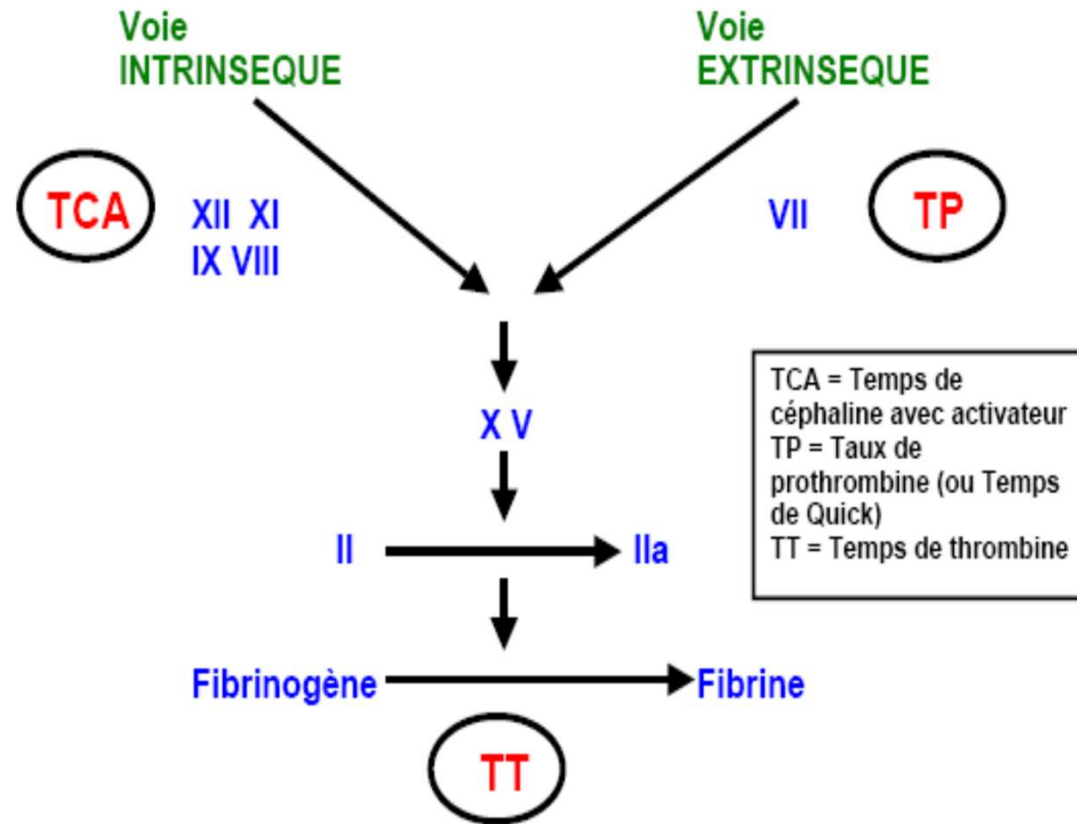 Voie
INTRINSEQUE
Voie
EXTRINSEQUE
TCA
XII XI
IX VIII
VII
TP
TCA = Temps de
céphaline avec activateur
TP = Taux de
prothrombine (ou Temps
de Quick)
TT = Temps de thrombine
X V
II
IIa
Fibrinogène
Fibrine
TT